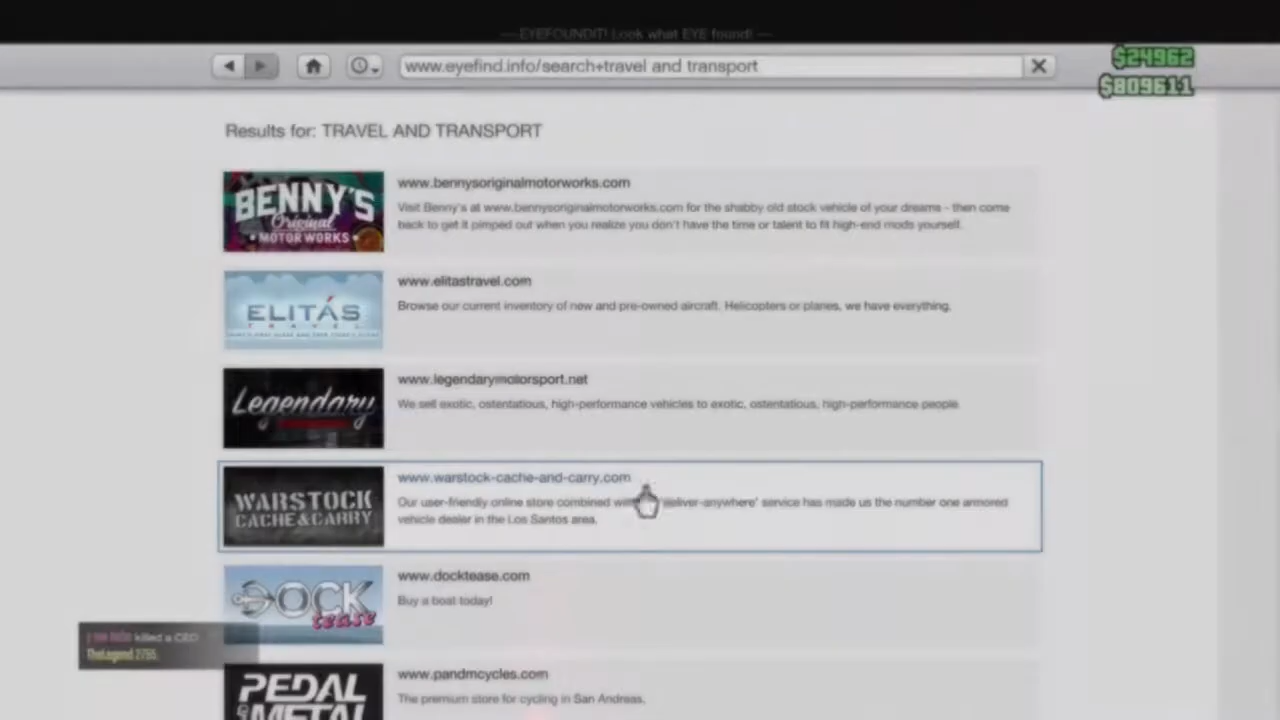 EYEFOUNDIT! Look what EYE found!
www.eyefind.info/search+travel and transport
$24962
$809611
Results for: TRAVEL AND TRANSPORT
BENNY'S
Original
MOTOR WORKS
www.bennysoriginalmotorworks.com
Visit Benny's at www.bennysoriginalmotorworks.com for the shabby old stock vehicle of your dreams - then come
back to get it pimped out when you realize you don't have the time or talent to fit high-end mods yourself.
ELITÁS
TRAVEL
www.elitastravel.com
Browse our current inventory of new and pre-owned aircraft. Helicopters or planes, we have everything.
Legendary
www.legendarymotorsport.net
We sell exotic, ostentatious, high-performance vehicles to exotic, ostentatious, high-performance people
WARSTOCK
CACHE&CARRY
www.warstock-cache-and-carry.com
Our user-friendly online store combined deliver-anywhere' service has made us the number one armored
vehicle dealer in the Los Santos area.
DOCK
tease
www.docktease.com
Buy a boat today!
killed a CEO
2755
PEDAL
METAL
www.pandmcycles.com
The premium store for cycling in San Andreas.